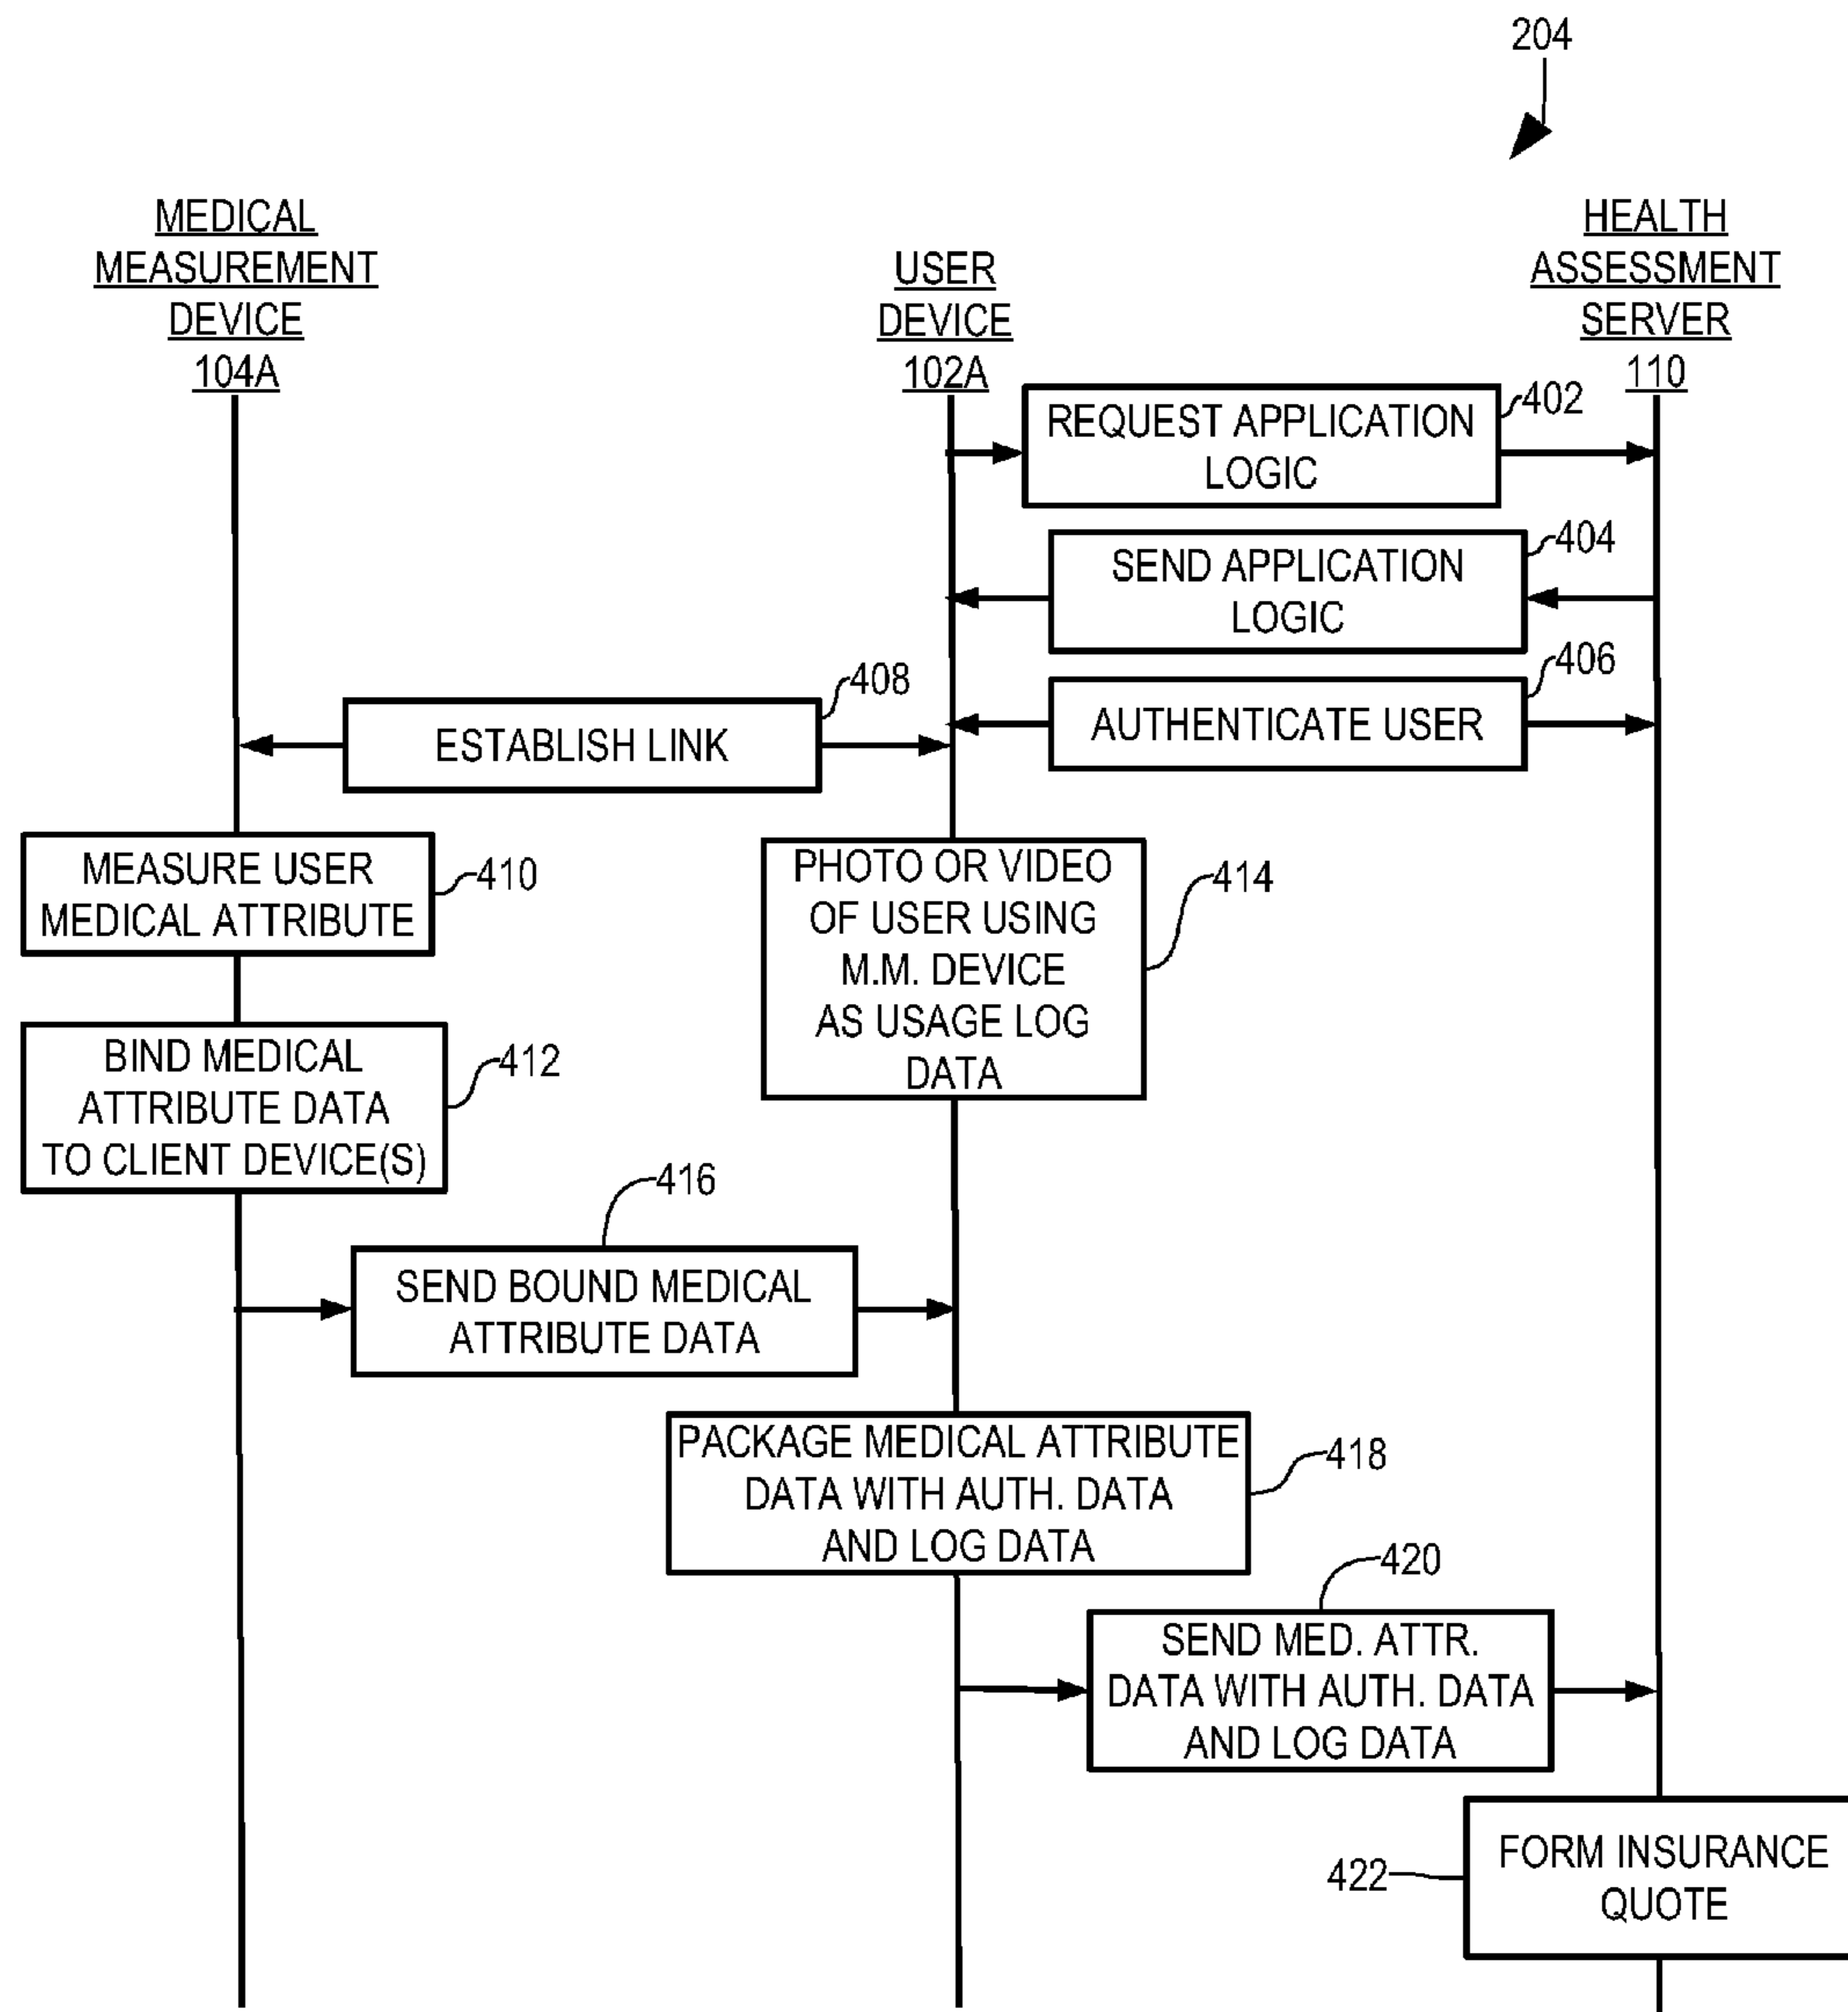 204
MEDICAL
MEASUREMENT
DEVICE
104A
USER
DEVICE
102A
HEALTH
ASSESSMENT
SERVER
110
REQUEST APPLICATION
LOGIC
402
SEND APPLICATION
LOGIC
404
AUTHENTICATE USER
406
ESTABLISH LINK
408
MEASURE USER
MEDICAL ATTRIBUTE
410
BIND MEDICAL
ATTRIBUTE DATA
TO CLIENT DEVICE(S)
412
PHOTO OR VIDEO
OF USER USING
M.M. DEVICE
AS USAGE LOG
DATA
414
SEND BOUND MEDICAL
ATTRIBUTE DATA
416
PACKAGE MEDICAL ATTRIBUTE
DATA WITH AUTH. DATA
AND LOG DATA
418
SEND MED. ATTR.
DATA WITH AUTH. DATA
AND LOG DATA
420
FORM INSURANCE
QUOTE
422